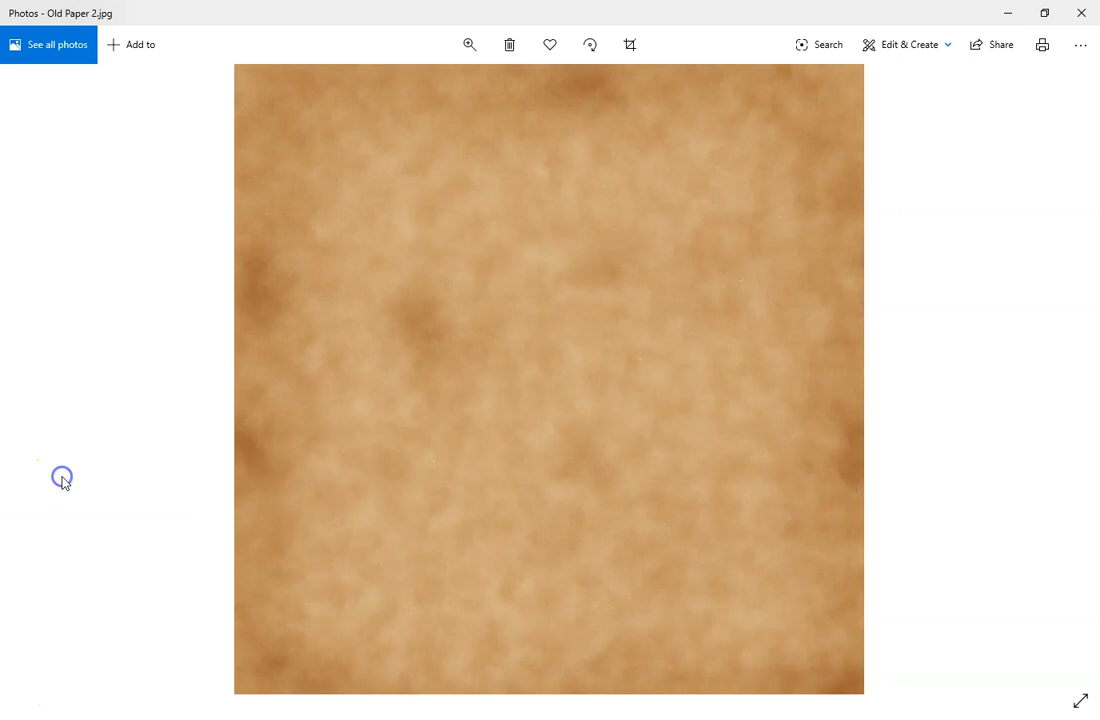 Photos - Old Paper 2.jpg
See all photos
Add to
Search
Edit & Create
Share